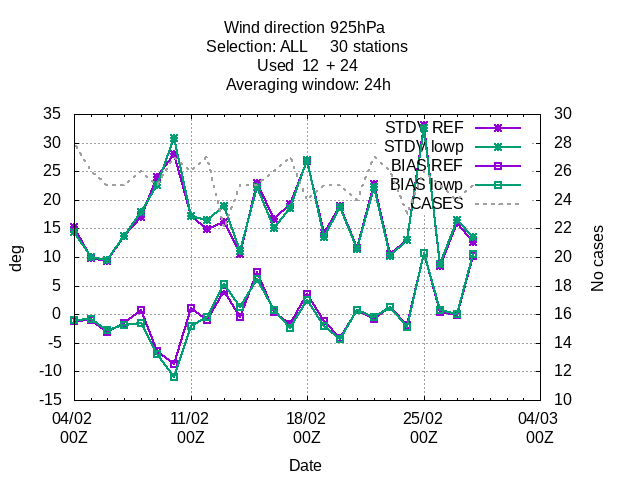 Wind direction 925hPa
Selection: ALL     30 stations
Used  12  + 24
Averaging window: 24h
35
30
25
20
15
10
5
0
-5
-10
-15
deg
STDV REF
STDV lowp
BIAS REF
BIAS lowp
CASES
30
28
26
24
22
20
18
16
14
12
10
No cases
04/02 11/02 18/02 25/02 04/03
00Z 00Z 00Z 00Z 00Z
Date